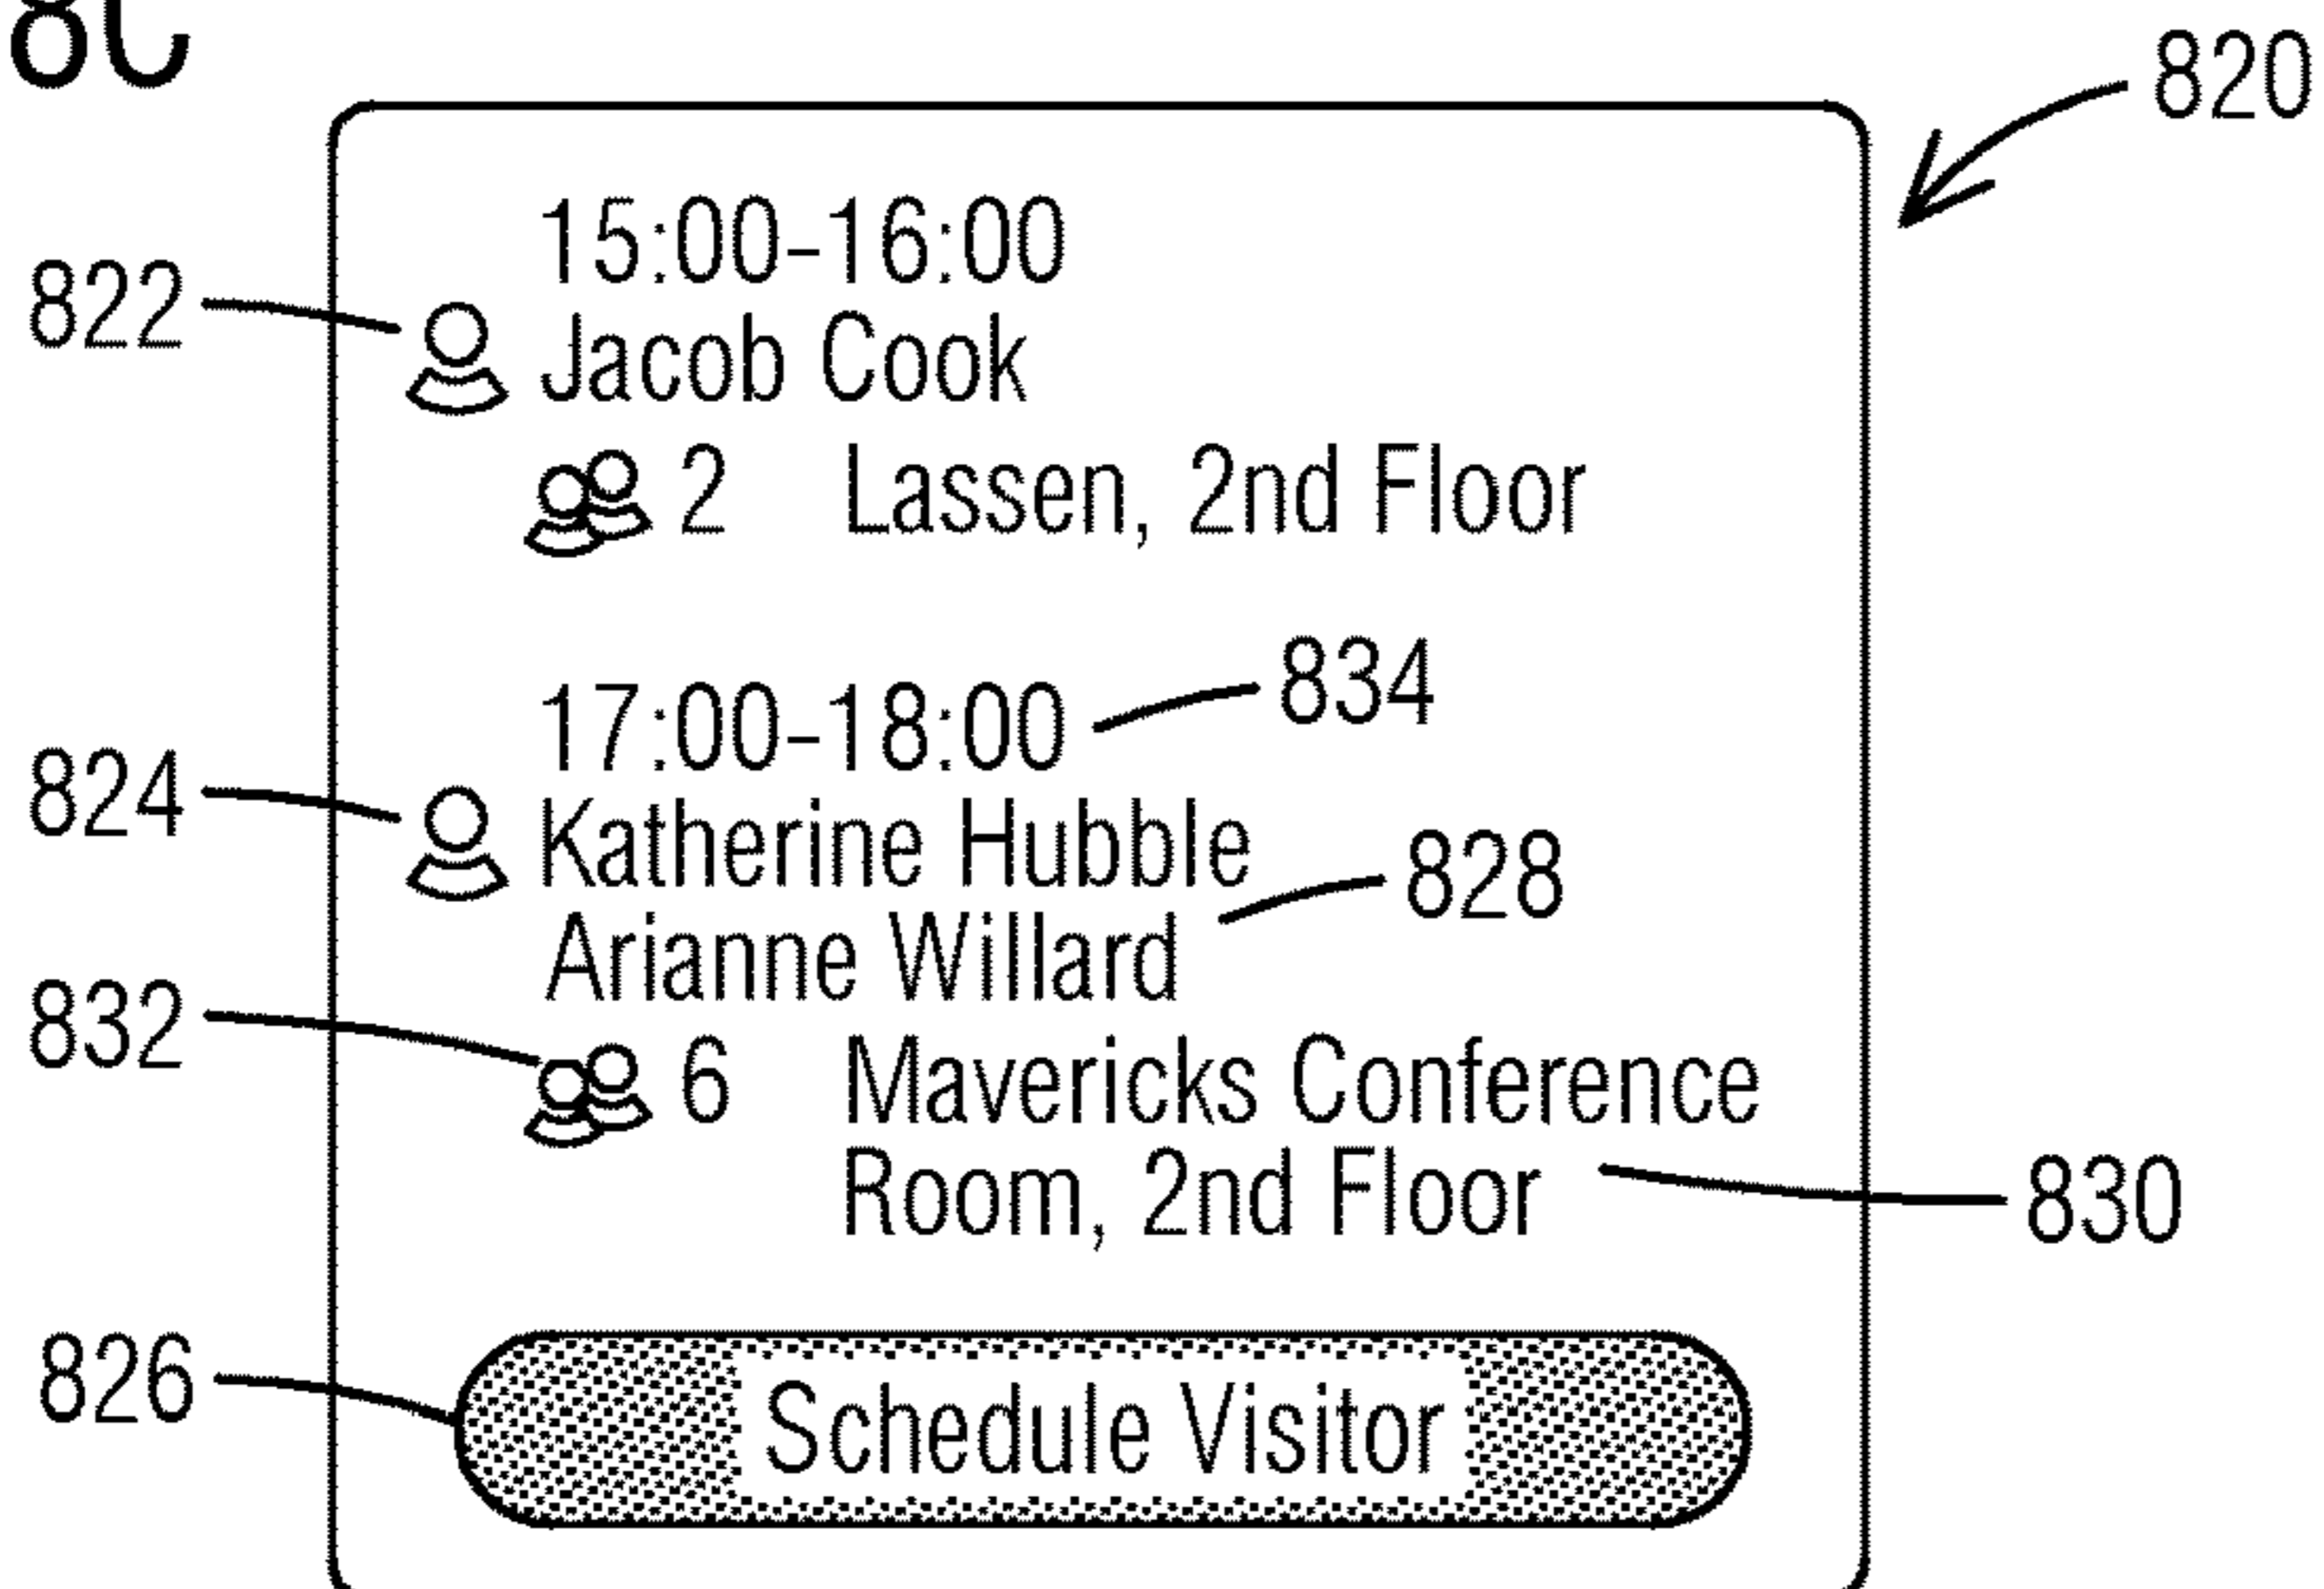 8C
820
15:00-16:00
822
Jacob Cook
2 Lassen, 2nd Floor
834
17:00-18:00
824
Katherine Hubble
828
Arianne Willard
832
6 Mavericks Conference
Room, 2nd Floor
830
826
Schedule Visitor